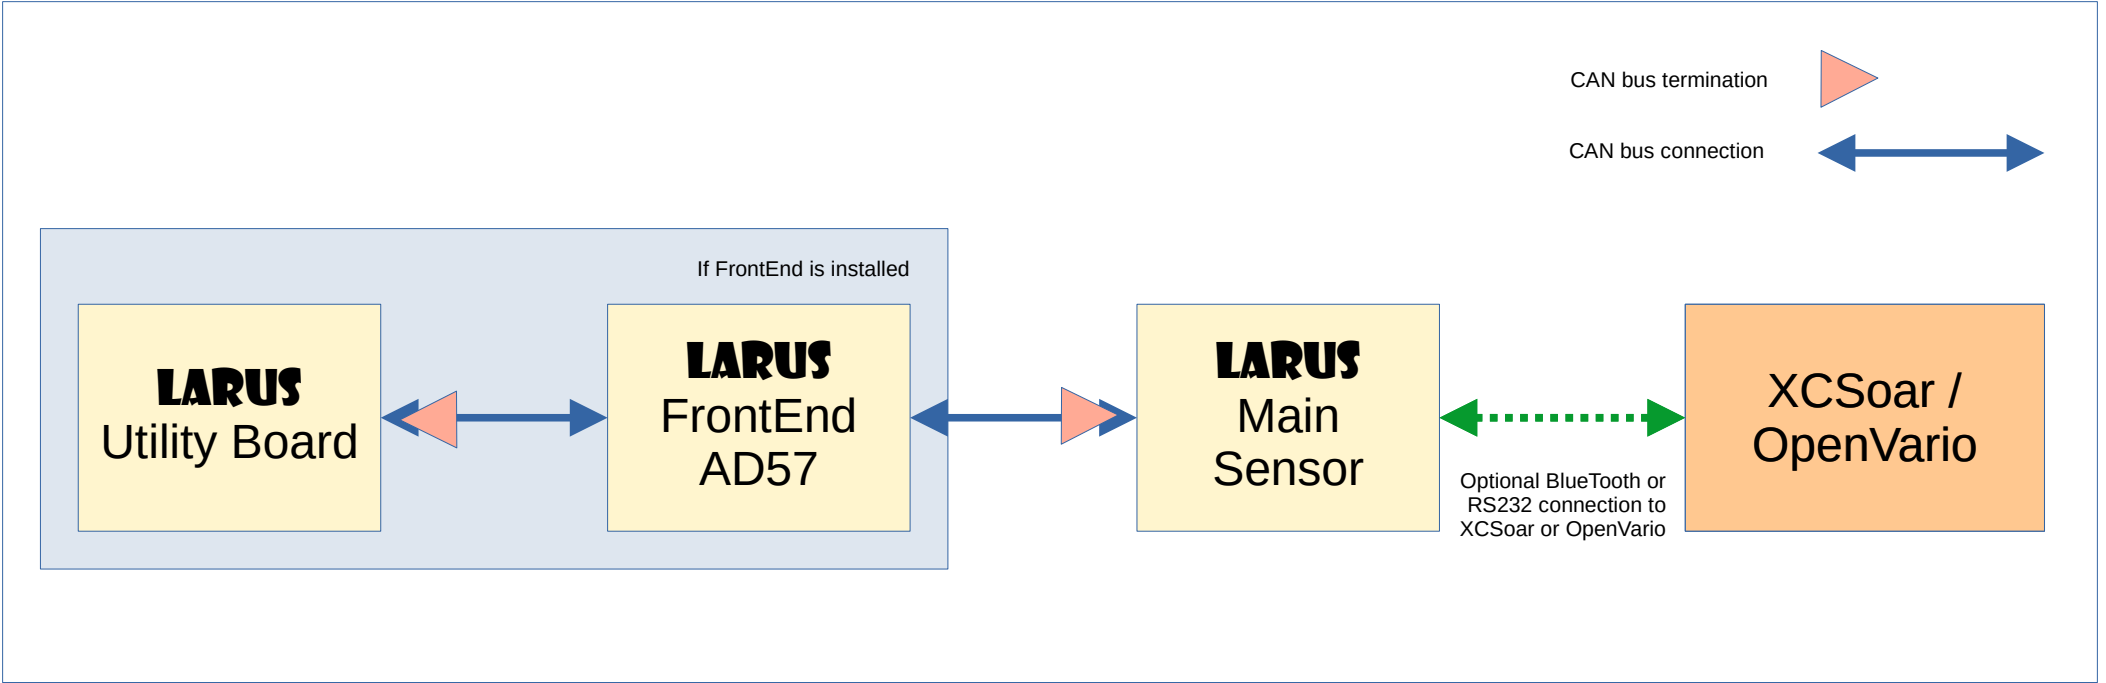 CAN bus termination
CAN bus connection
If FrontEnd is installed
LARUS
Utility Board
LARUS
FrontEnd
AD57
LARUS
Main
Sensor
Optional BlueTooth or
RS232 connection to
XCSoar or OpenVario
XCSoar /
OpenVario